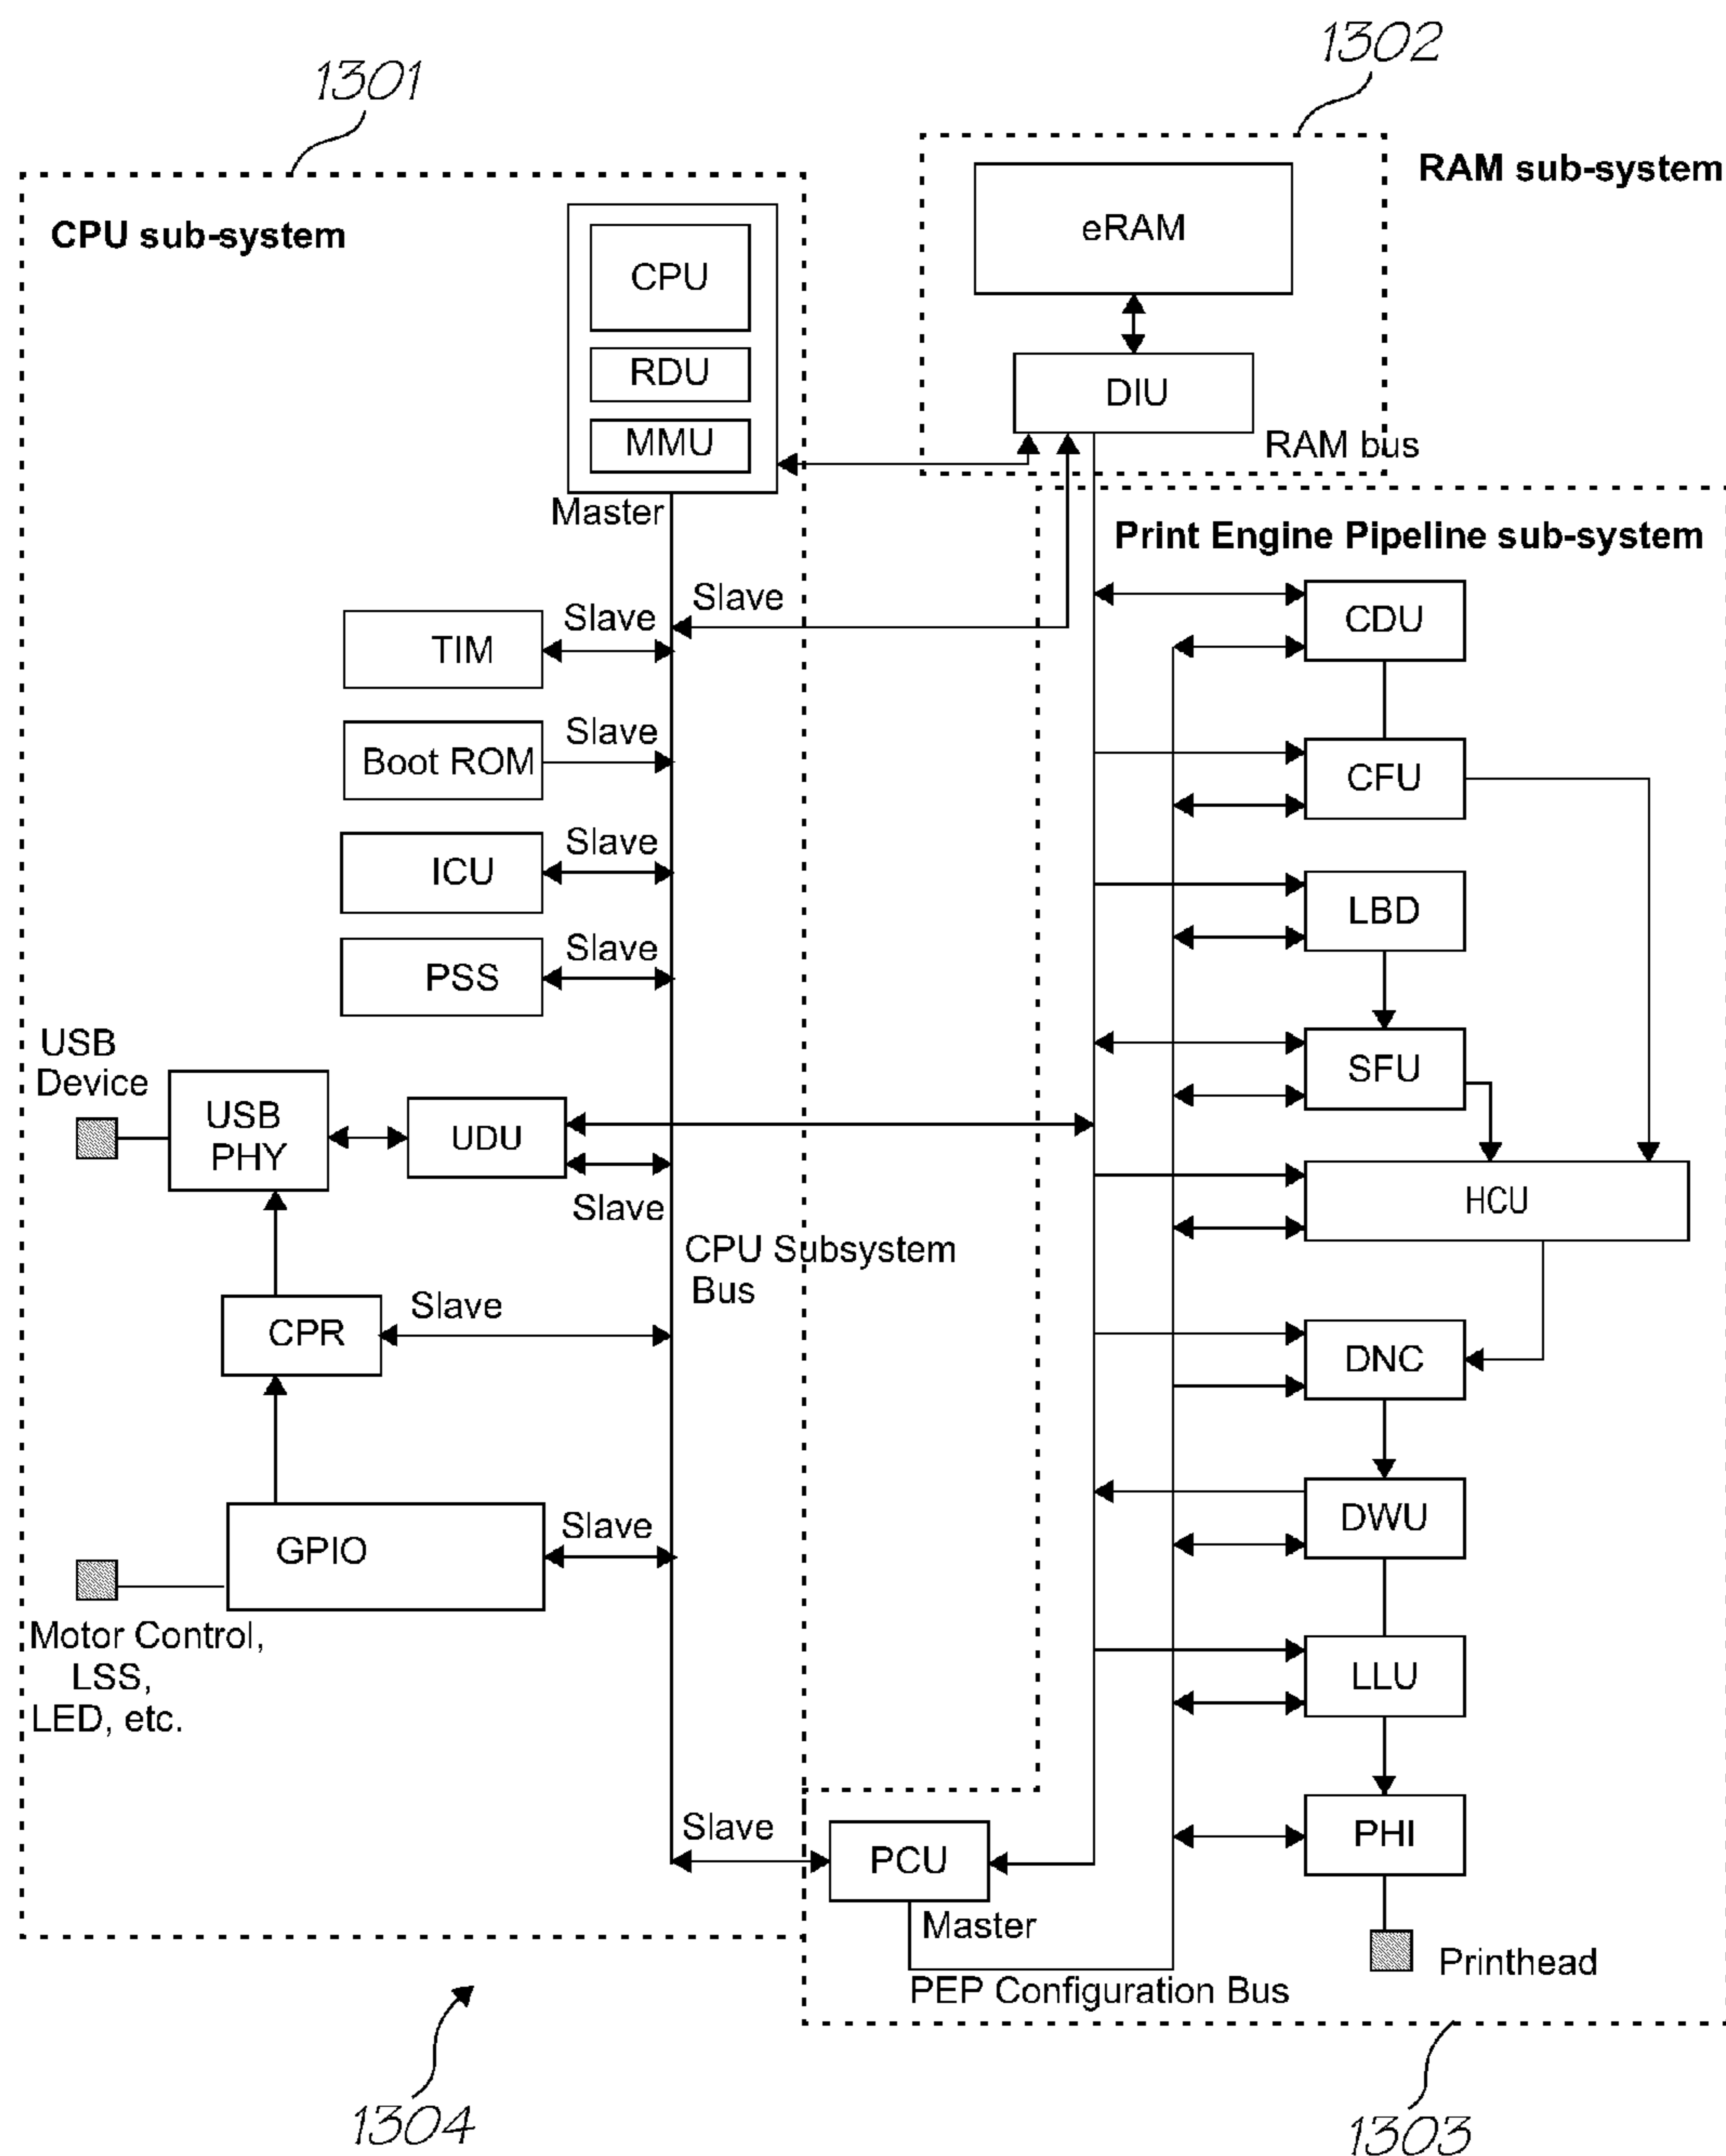 1301
1302
CPU sub-system
RAM sub-system
CPU
RDU
MMU
Master
eRAM
DIU
RAM bus
Print Engine Pipeline sub-system
Slave
Slave
TIM
Slave
Boot ROM
Slave
ICU
Slave
PSS
USB
Device
USB
PHY
UDU
Slave
CPU Subsystem
Bus
CPR
Slave
GPIO
Slave
Motor Control,
LSS,
LED, etc.
CDU
CFU
LBD
SFU
HCU
DNC
DWU
LLU
PHI
Printhead
Slave
PCU
Master
PEP Configuration Bus
1304
1303